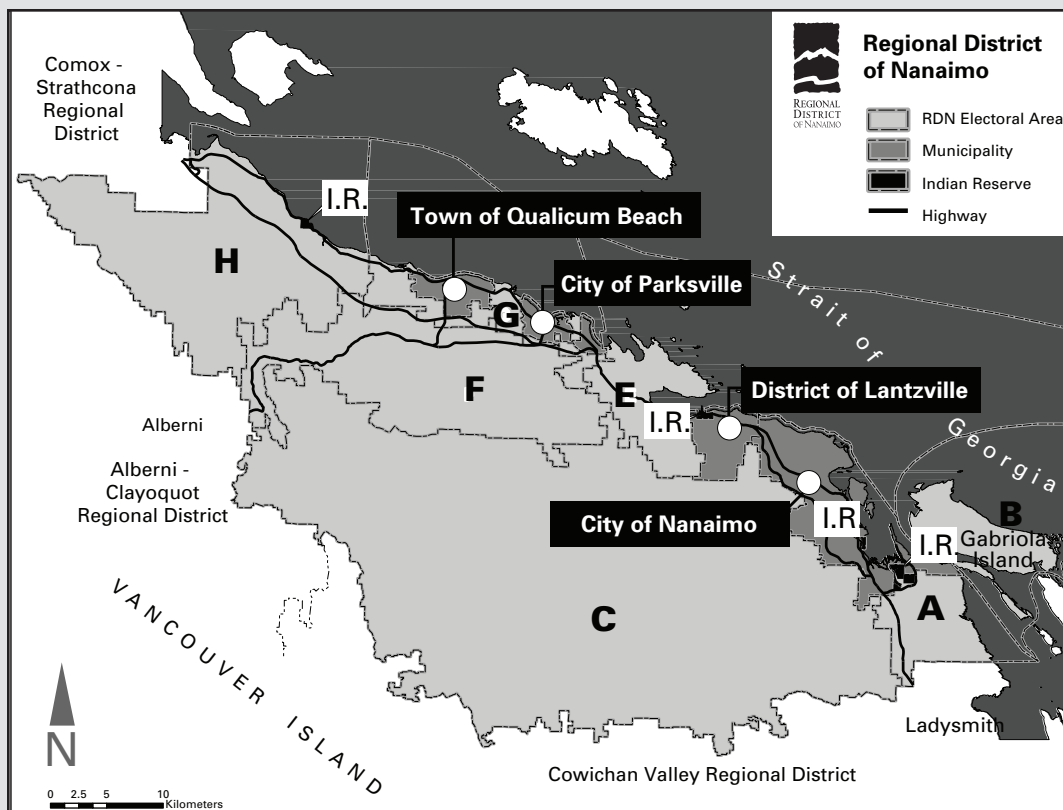 Comox -
Strathcona
Regional
District
Regional District
of Nanaimo
REGIONAL
DISTRICT
OF NANAIMO
RDN Electoral Area
Municipality
Indian Reserve
Highway
I.R.
Town of Qualicum Beach
H
City of Parksville
G
Strait of
Georgia
F
E
District of Lantzville
I.R.
Alberni
Alberni -
Clayoquot
Regional District
City of Nanaimo
I.R
I.R.
B
Gabriola
Island
VANCOUVER ISLAND
C
A
N
Ladysmith
Cowichan Valley Regional District
0 2.5 5 10
Kilometers